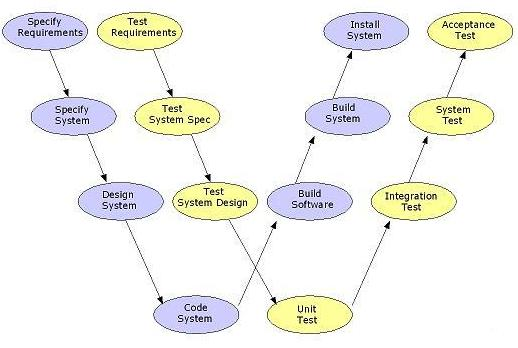 Specify
Requirements
Test
Requirements
Install
System
Acceptance
Test
Specify
System
Test
System Spec
Build
System
System
Test
Design
System
Test
System Design
Build
Software
Integration
Test
Code
System
Unit
Test